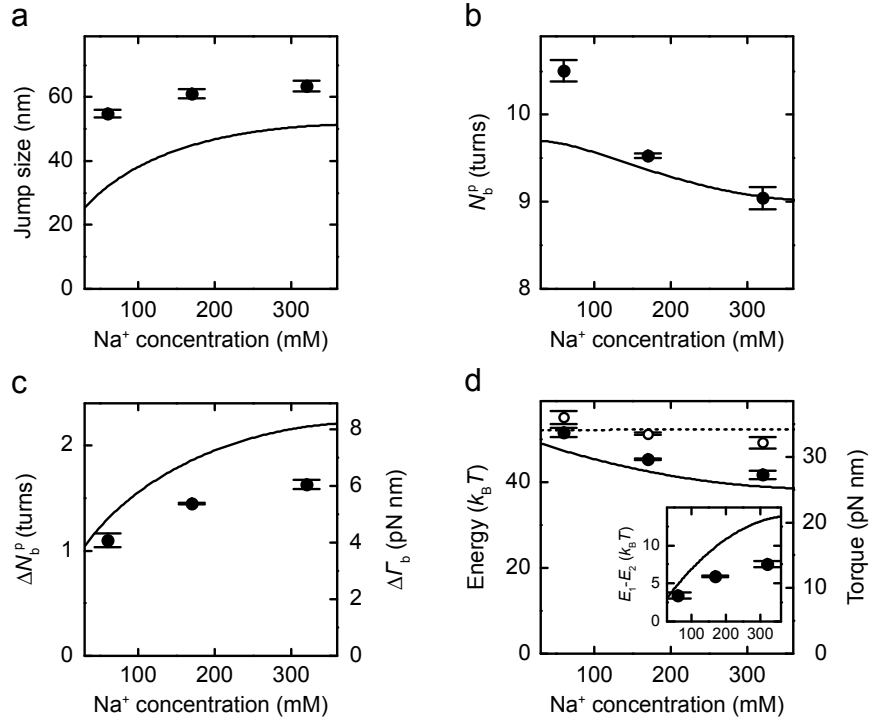 a
Jump size (nm)
60
40
20
0
100 200 300
Na⁺ concentration (mM)
b
N_b^p (turns)
11
10
9
8
100 200 300
Na⁺ concentration (mM)
c
ΔN_b^p (turns)
2
1
0
8
6
4
2
0
ΔΓ_b (pN nm)
100 200 300
Na⁺ concentration (mM)
d
Energy (k_BT)
60
40
20
0
30
20
10
0
Torque (pN nm)
E₁-E₂ (k_BT)
10
5
0
100 200 300
100 200 300
Na⁺ concentration (mM)